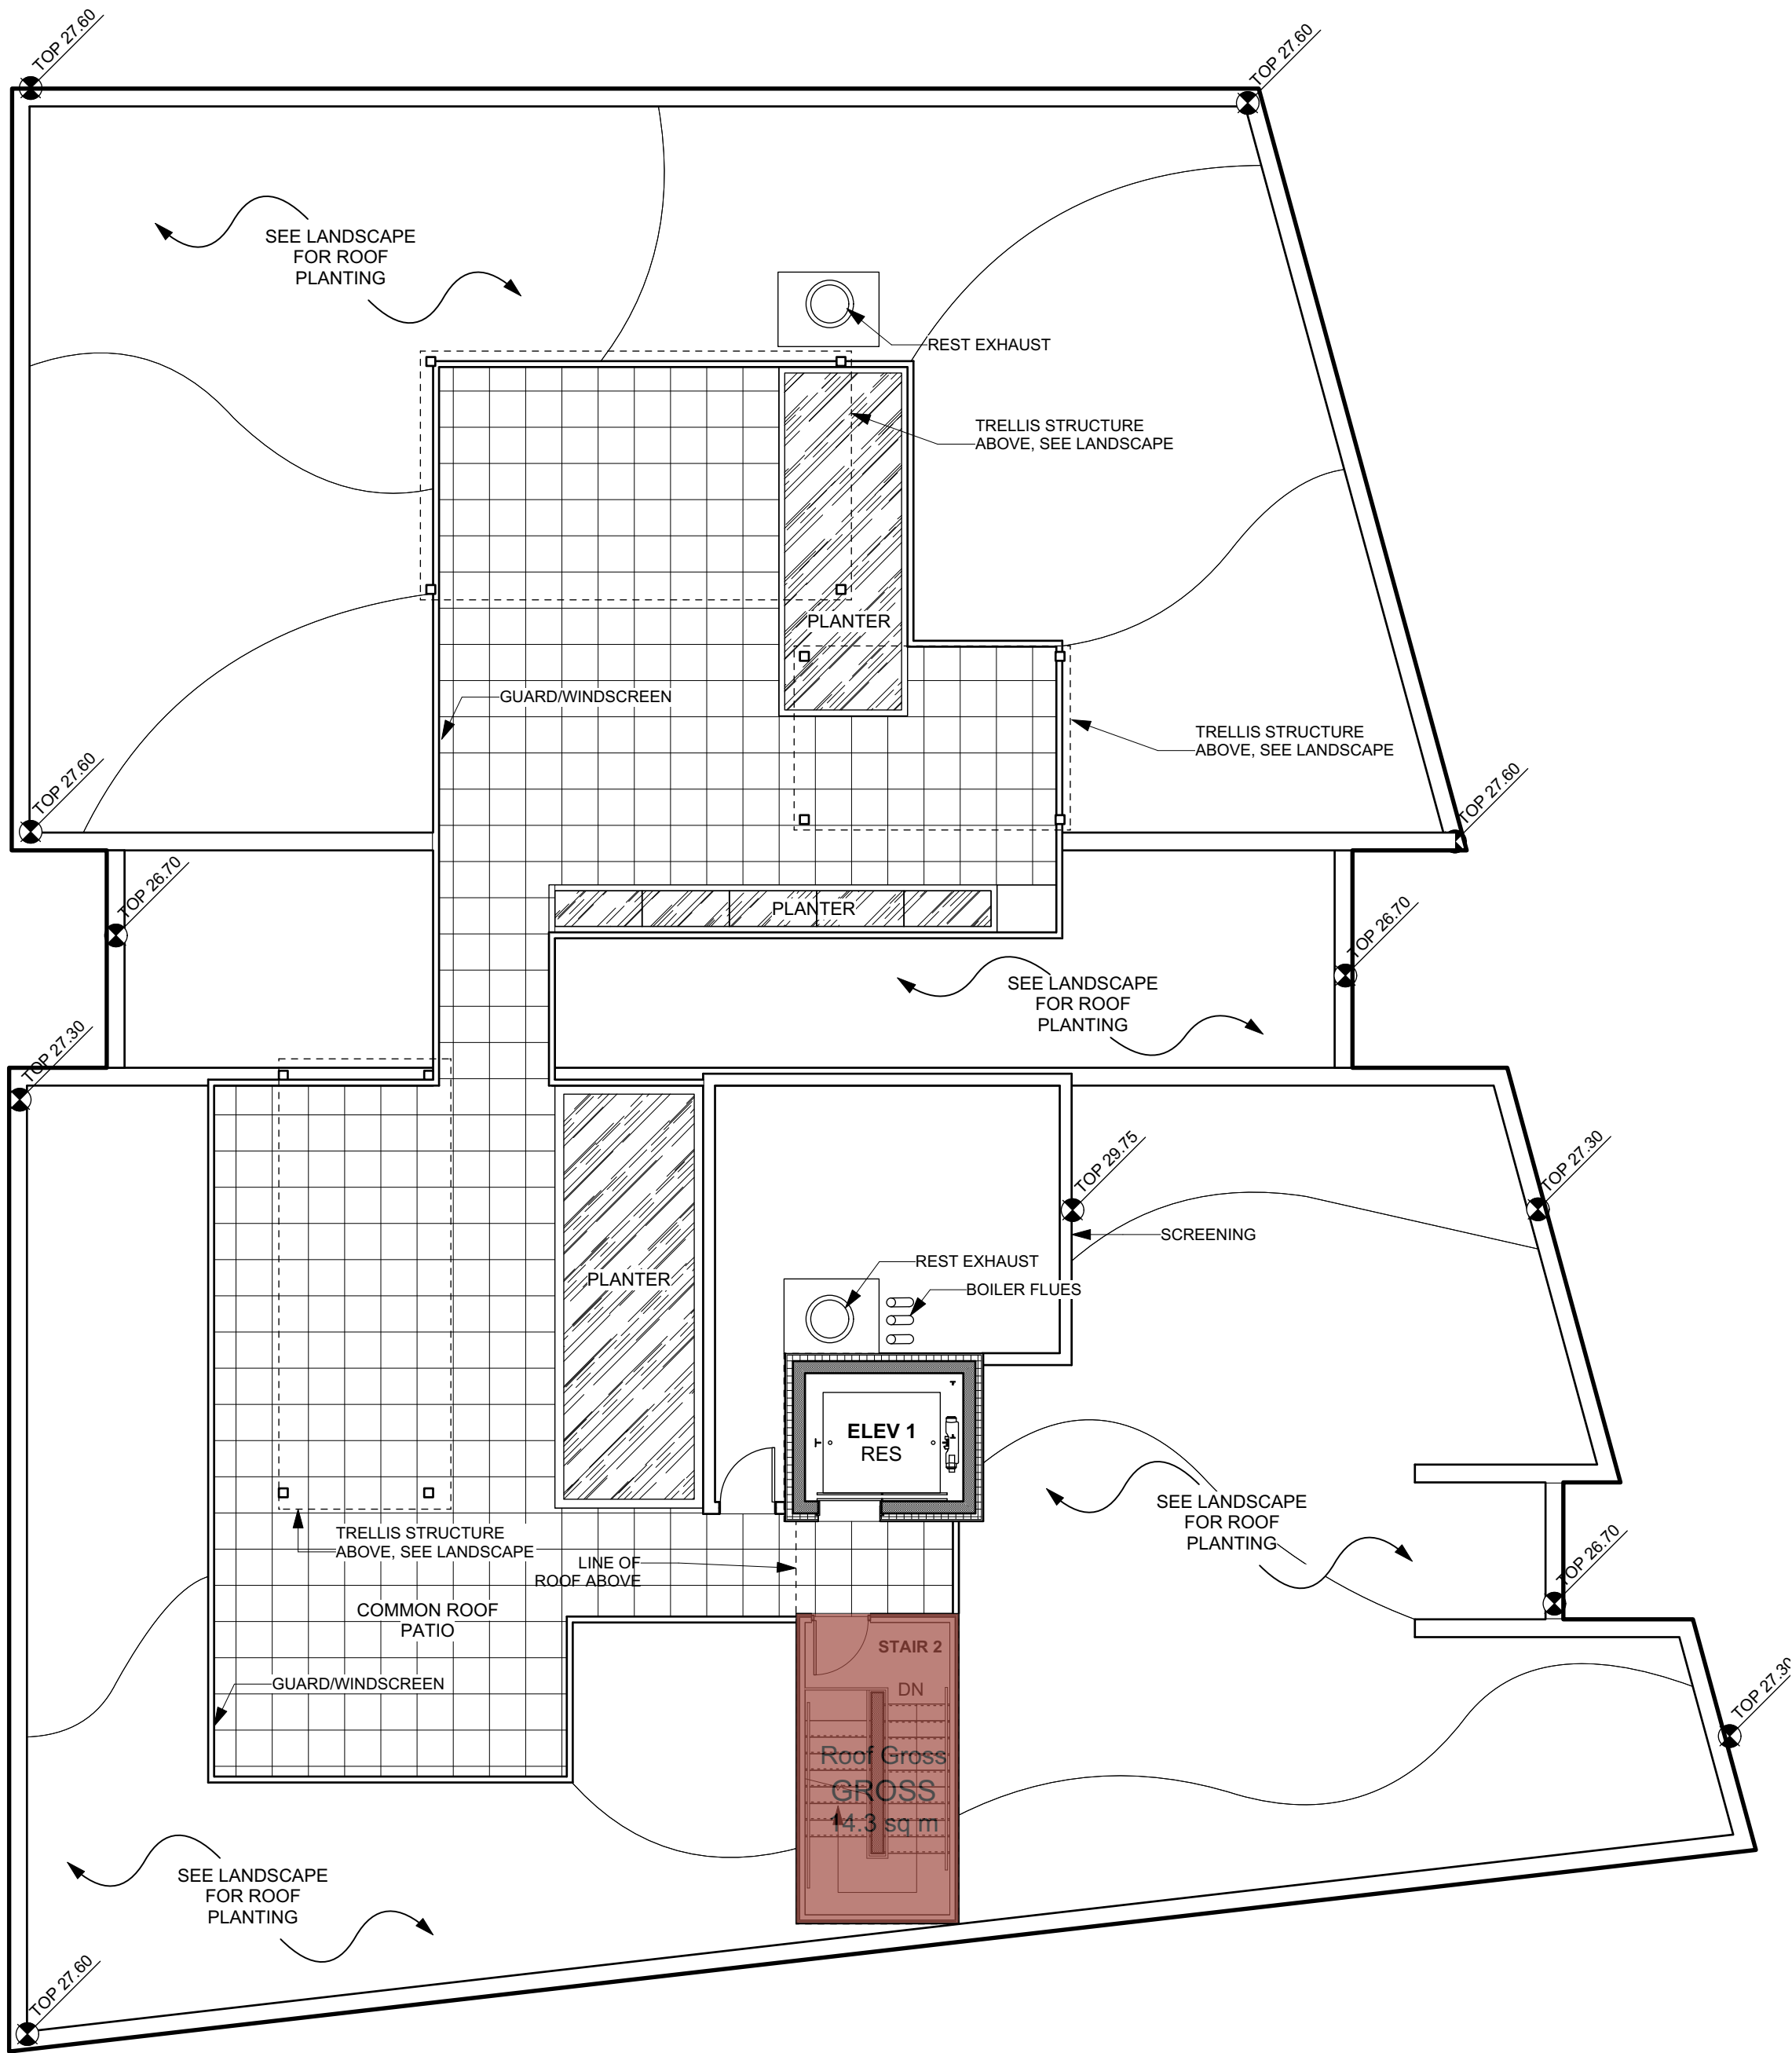 TOP 27.60
TOP 27.60
SEE LANDSCAPE
FOR ROOF
PLANTING
REST EXHAUST
TRELLIS STRUCTURE
ABOVE, SEE LANDSCAPE
PLANTER
GUARD/WINDSCREEN
TRELLIS STRUCTURE
ABOVE, SEE LANDSCAPE
TOP 27.60
TOP 27.60
TOP 26.70
PLANTER
TOP 26.70
SEE LANDSCAPE
FOR ROOF
PLANTING
TOP 27.30
TOP 29.75
TOP 27.30
SCREENING
REST EXHAUST
PLANTER
BOILER FLUES
ELEV 1
RES
SEE LANDSCAPE
FOR ROOF
PLANTING
TRELLIS STRUCTURE
ABOVE, SEE LANDSCAPE
LINE OF
ROOF ABOVE
TOP 26.70
COMMON ROOF
PATIO
STAIR 2
GUARD/WINDSCREEN
DN
TOP 27.30
Roof Gross
GROSS
14.3 sq m
SEE LANDSCAPE
FOR ROOF
PLANTING
TOP 27.60